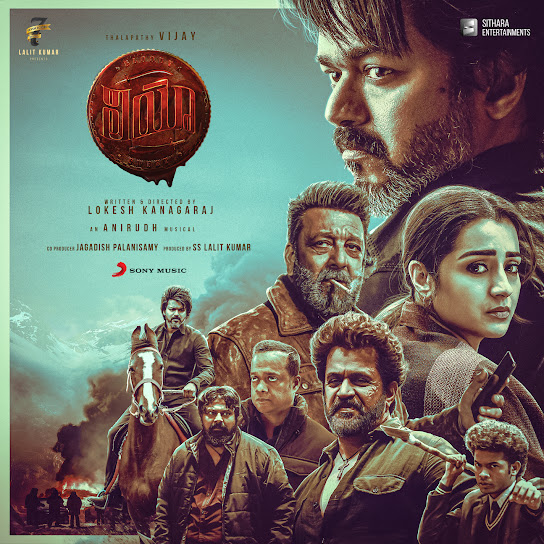 7
LALIT KUMAR
PRESENTS
THALAPATHY VIJAY
SITHARA
ENTERTAINMENTS
లియో
WRITTEN & DIRECTED BY
LOKESH KANAGARAJ
AN ANIRUDH MUSICAL
CO PRODUCER JAGADISH PALANISAMY PRODUCED BY SS LALIT KUMAR
SONY MUSIC